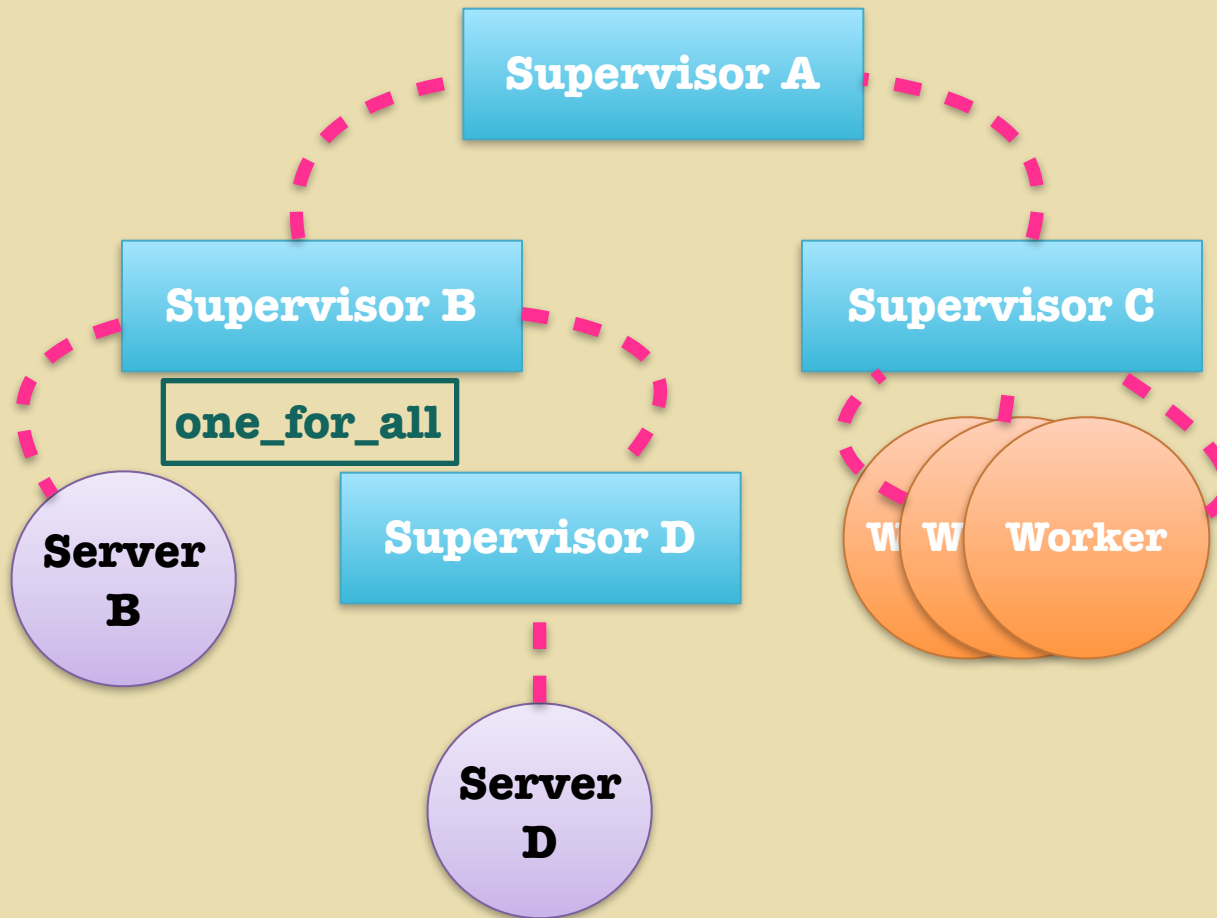 Supervisor A
Supervisor B
Supervisor C
one_for_all
Supervisor D
Server
B
W
W
Worker
Server
D